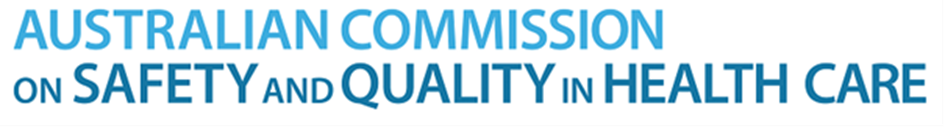 AUSTRALIAN COMMISSION
ON SAFETY AND QUALITY IN HEALTH CARE